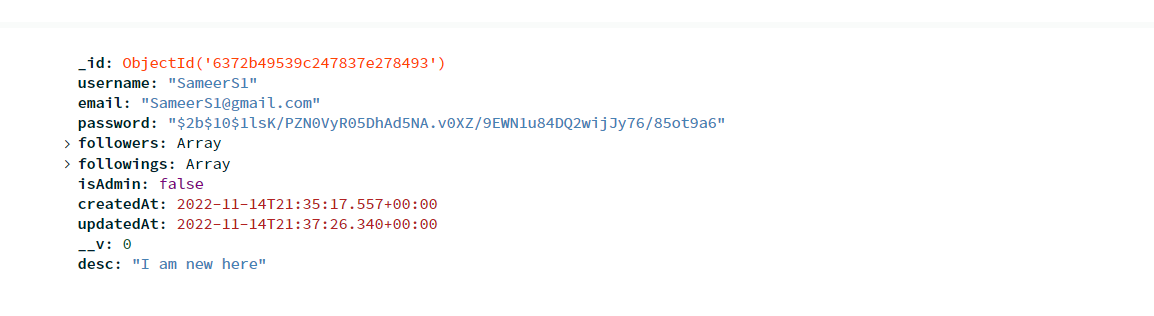 _id: ObjectId('6372b49539c247837e278493')
username: "SameerS1"
email: "SameerS1@gmail.com"
password: "$2b$10$1lsK/PZN0VyR05DhAd5NA.v0XZ/9EWN1u84DQ2wijJy76/85ot9a6"
> followers: Array
> followings: Array
isAdmin: false
createdAt: 2022-11-14T21:35:17.557+00:00
updatedAt: 2022-11-14T21:37:26.340+00:00
__v: 0
desc: "I am new here"